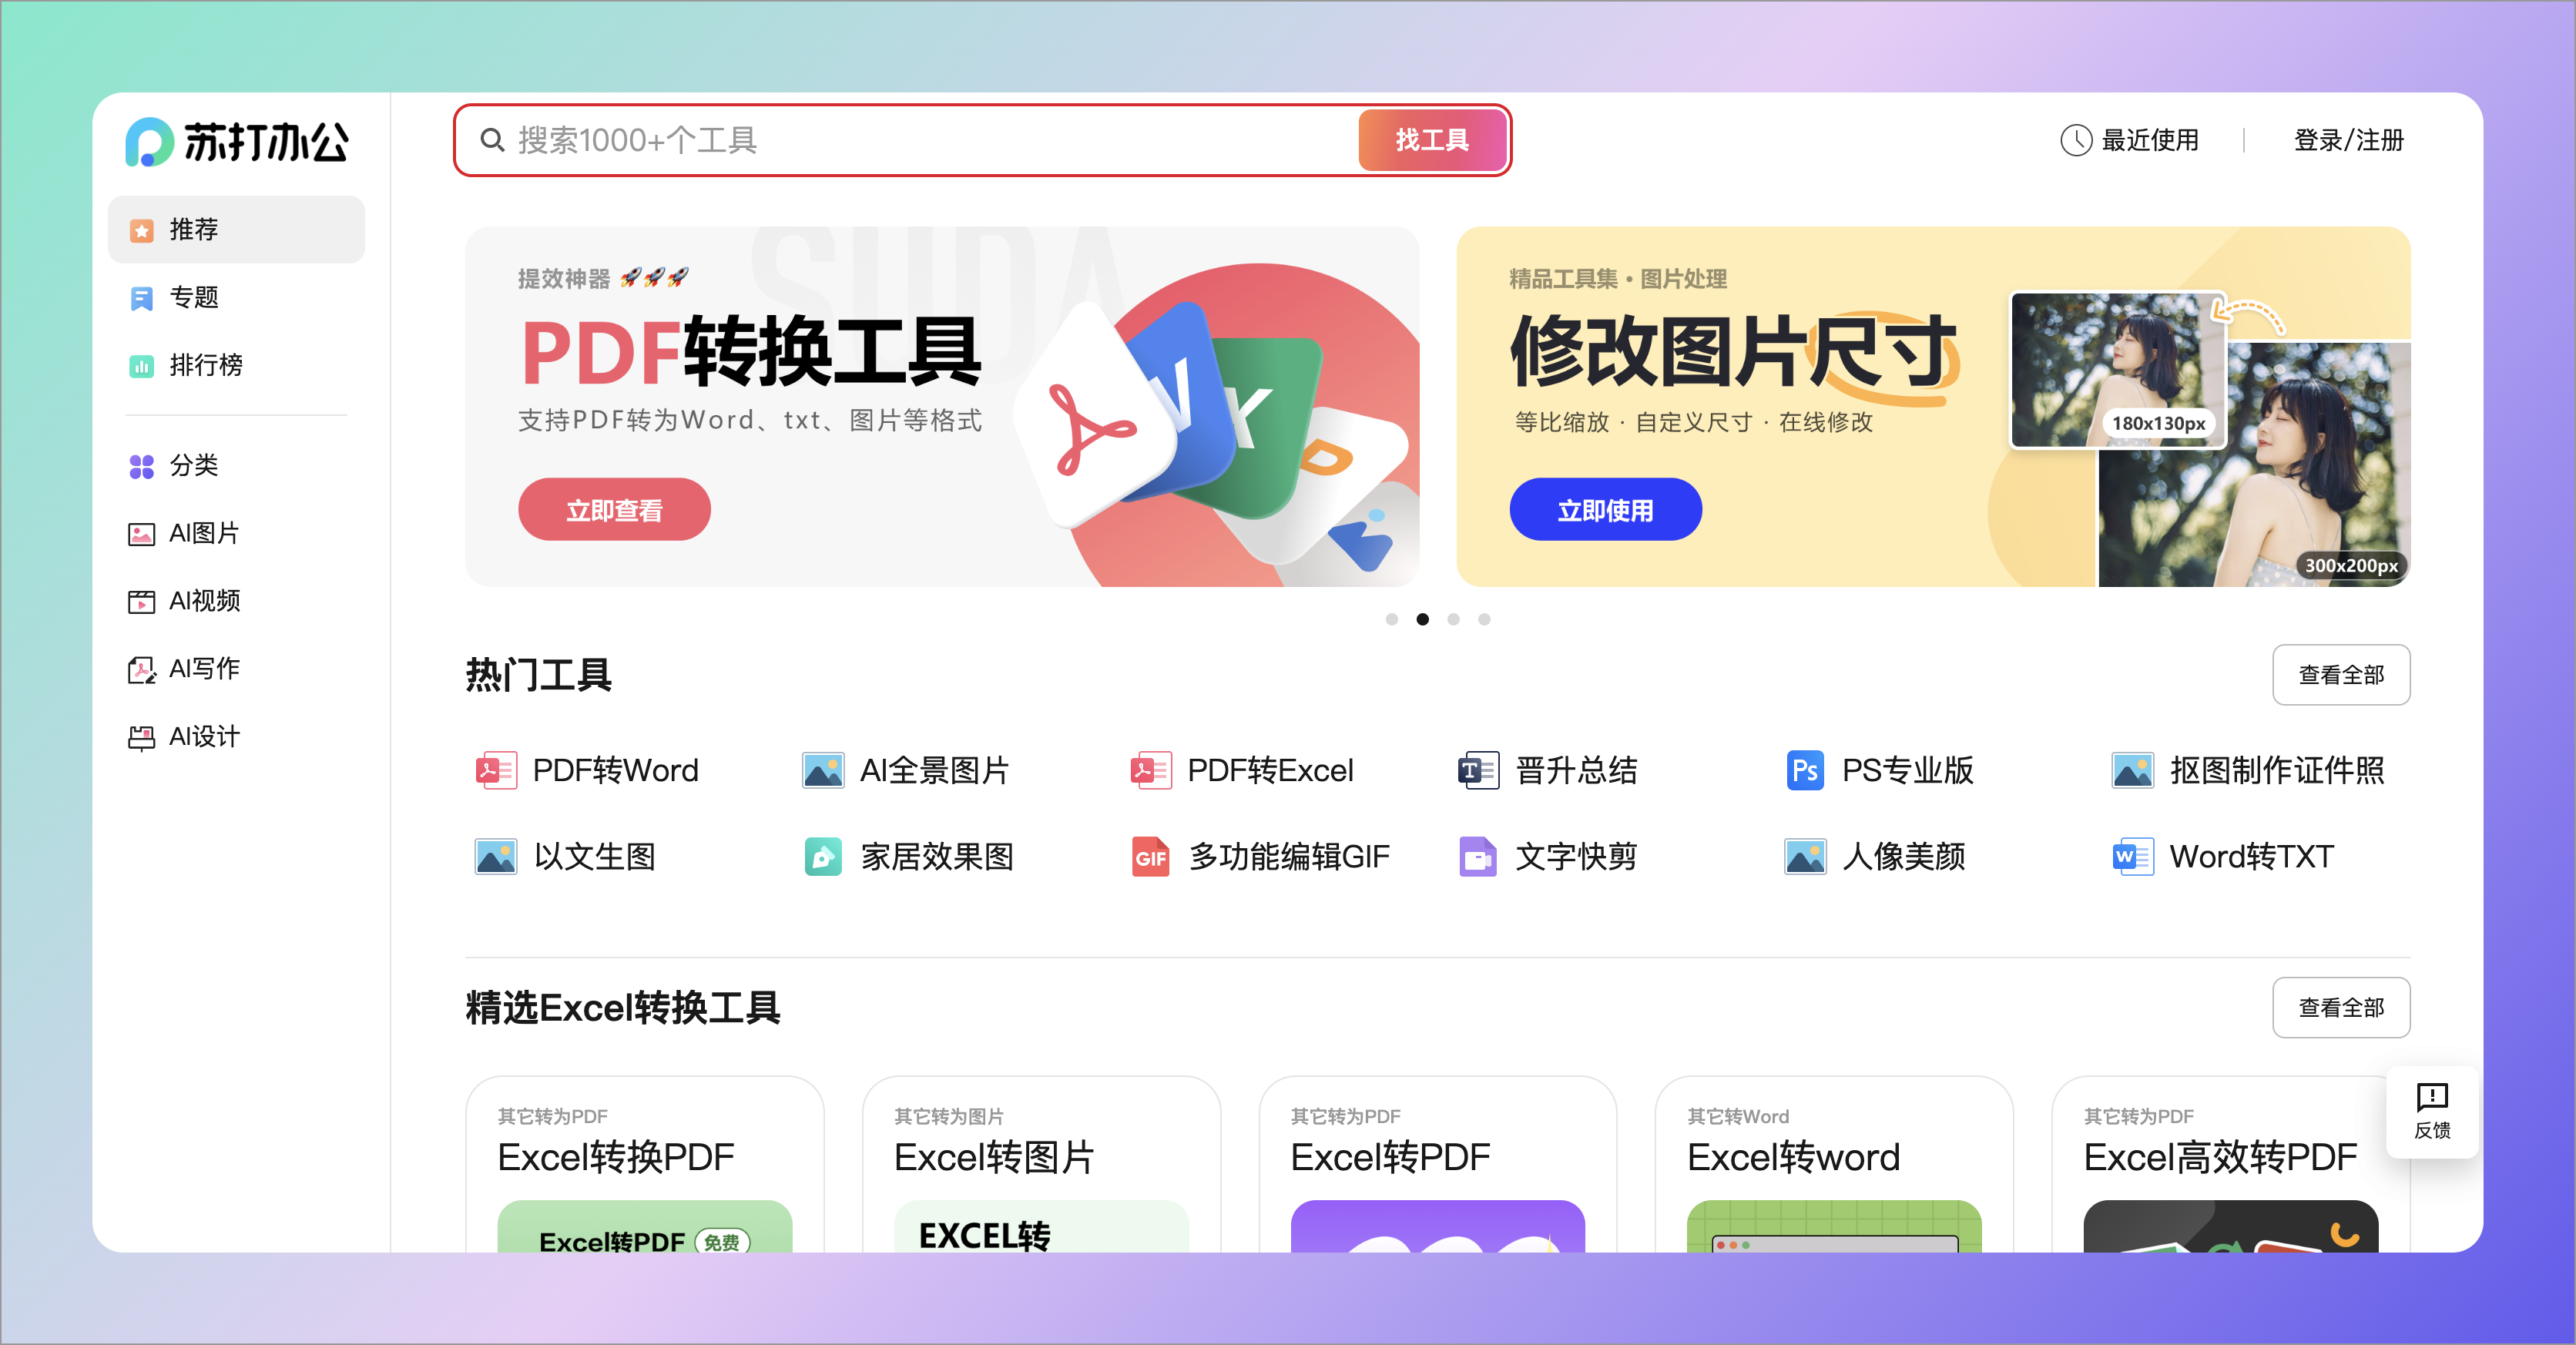 苏打办公
搜索1000+个工具
找工具
最近使用
登录/注册
推荐
专题
排行榜
分类
AI图片
AI视频
AI写作
AI设计
SUDA
提效神器 🚀🚀🚀
PDF转换工具
支持PDF转为Word、txt、图片等格式
立即查看
W
X
P
精品工具集·图片处理
修改图片尺寸
等比缩放 · 自定义尺寸 · 在线修改
立即使用
180x130px
300x200px
热门工具
查看全部
PDF转Word
AI全景图片
PDF转Excel
T
晋升总结
Ps
PS专业版
抠图制作证件照
以文生图
家居效果图
GIF
多功能编辑GIF
文字快剪
人像美颜
W
Word转TXT
精选Excel转换工具
查看全部
其它转为PDF
Excel转换PDF
Excel转PDF 免费
其它转为图片
Excel转图片
EXCEL转
其它转为PDF
Excel转PDF
其它转Word
Excel转word
其它转为PDF
Excel高效转PDF
反馈